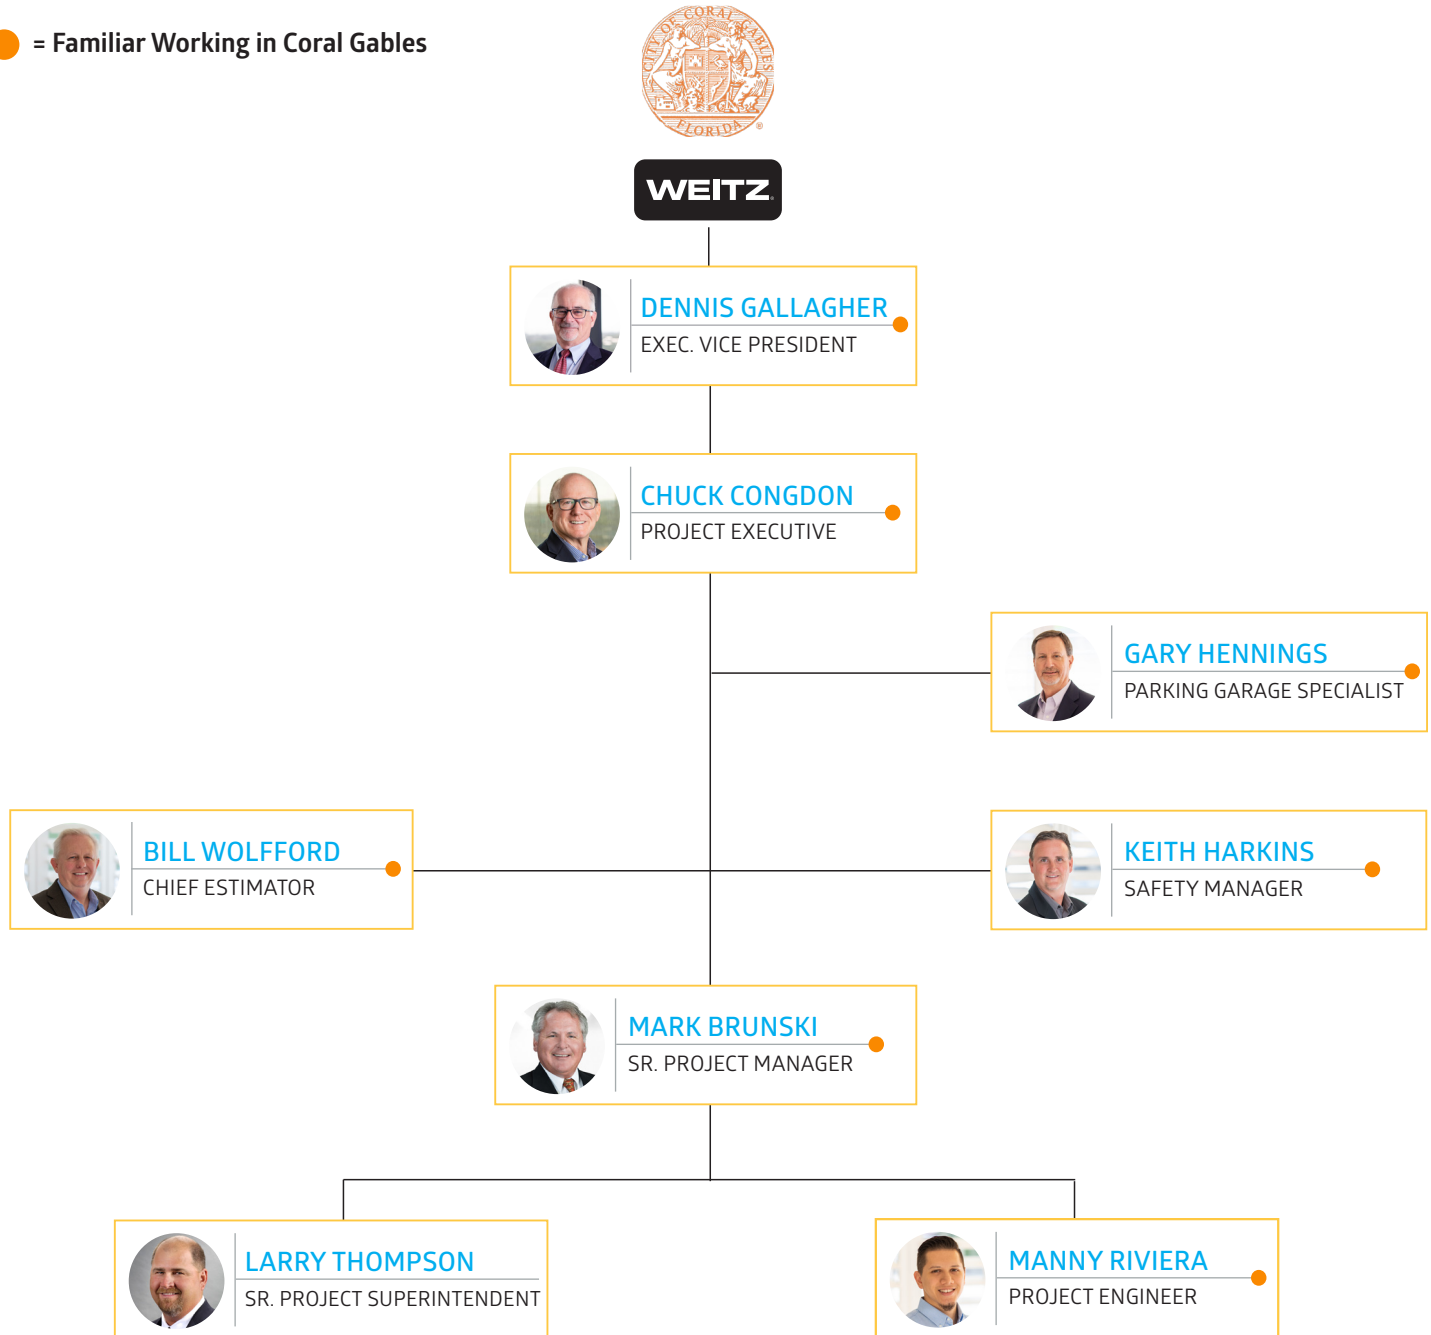 = Familiar Working in Coral Gables
CITY OF CORAL GABLES
FLORIDA ®
WEITZ®
DENNIS GALLAGHER
EXEC. VICE PRESIDENT
CHUCK CONGDON
PROJECT EXECUTIVE
GARY HENNINGS
PARKING GARAGE SPECIALIST
BILL WOLFFORD
CHIEF ESTIMATOR
KEITH HARKINS
SAFETY MANAGER
MARK BRUNSKI
SR. PROJECT MANAGER
LARRY THOMPSON
SR. PROJECT SUPERINTENDENT
MANNY RIVIERA
PROJECT ENGINEER